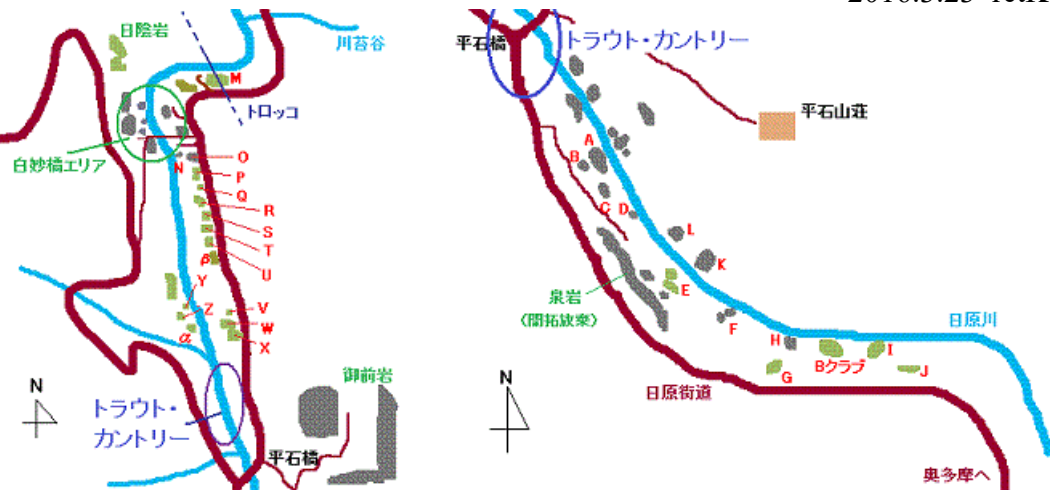 日陰岩
川苔谷
M
トロッコ
白妙橋エリア
N
O
P
Q
R
S
T
U
β
Y
Z
α
V
W
X
N
トラウト・
カントリー
御前岩
平石橋
平石橋
トラウト・カントリー
平石山荘
A
B
C
D
L
K
E
泉岩
(開拓放棄)
F
H
G
Bクラブ
I
J
日原川
N
日原街道
奥多摩へ